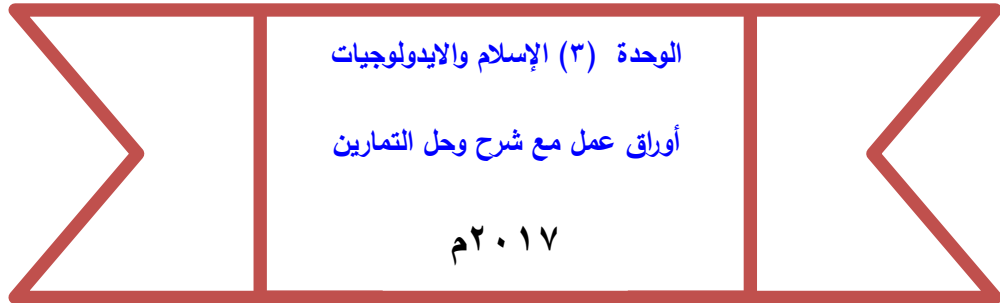 الوحدة (٣) الإسلام والايدولوجيات
أوراق عمل مع شرح وحل التمارين
٢٠١٧م